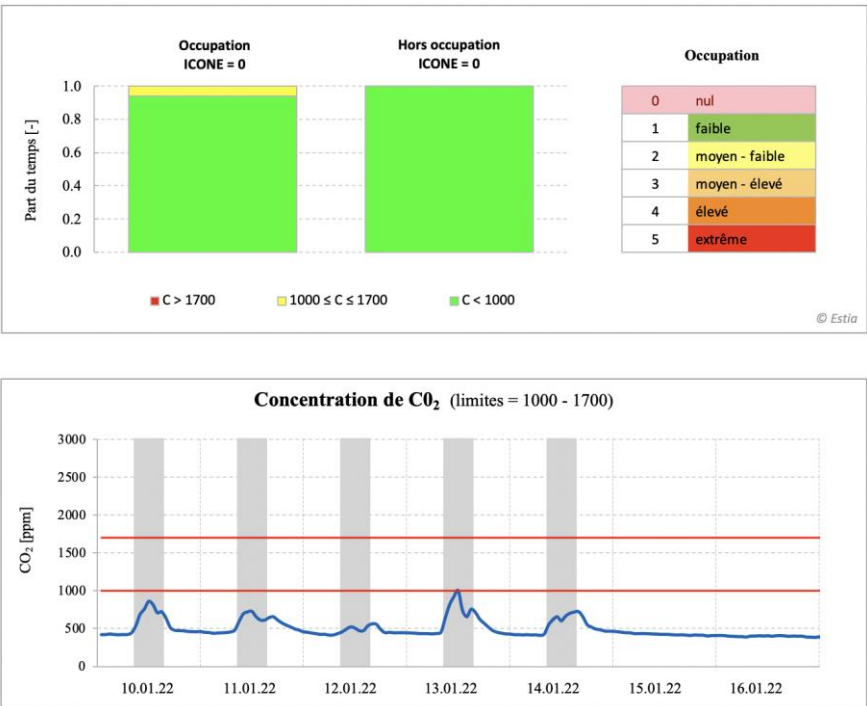 Occupation
ICONE = 0
Hors occupation
ICONE = 0
Part du temps [-]
1.0
0.8
0.6
0.4
0.2
0.0
C > 1700
1000 ≤ C ≤ 1700
C < 1000
Occupation
0 nul
1 faible
2 moyen - faible
3 moyen - élevé
4 élevé
5 extrême
© Estia
Concentration de C0₂ (limites = 1000 - 1700)
CO₂ [ppm]
3000
2500
2000
1500
1000
500
0
10.01.22 11.01.22 12.01.22 13.01.22 14.01.22 15.01.22 16.01.22